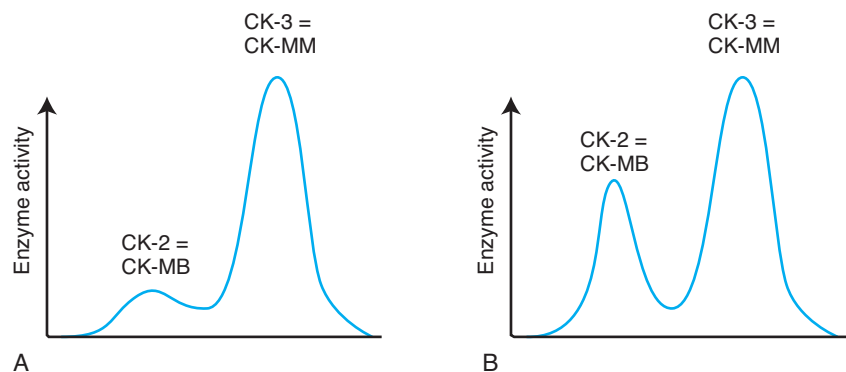 CK-3 =
CK-MM
CK-2 =
CK-MB
Enzyme activity
A
CK-3 =
CK-MM
CK-2 =
CK-MB
Enzyme activity
B